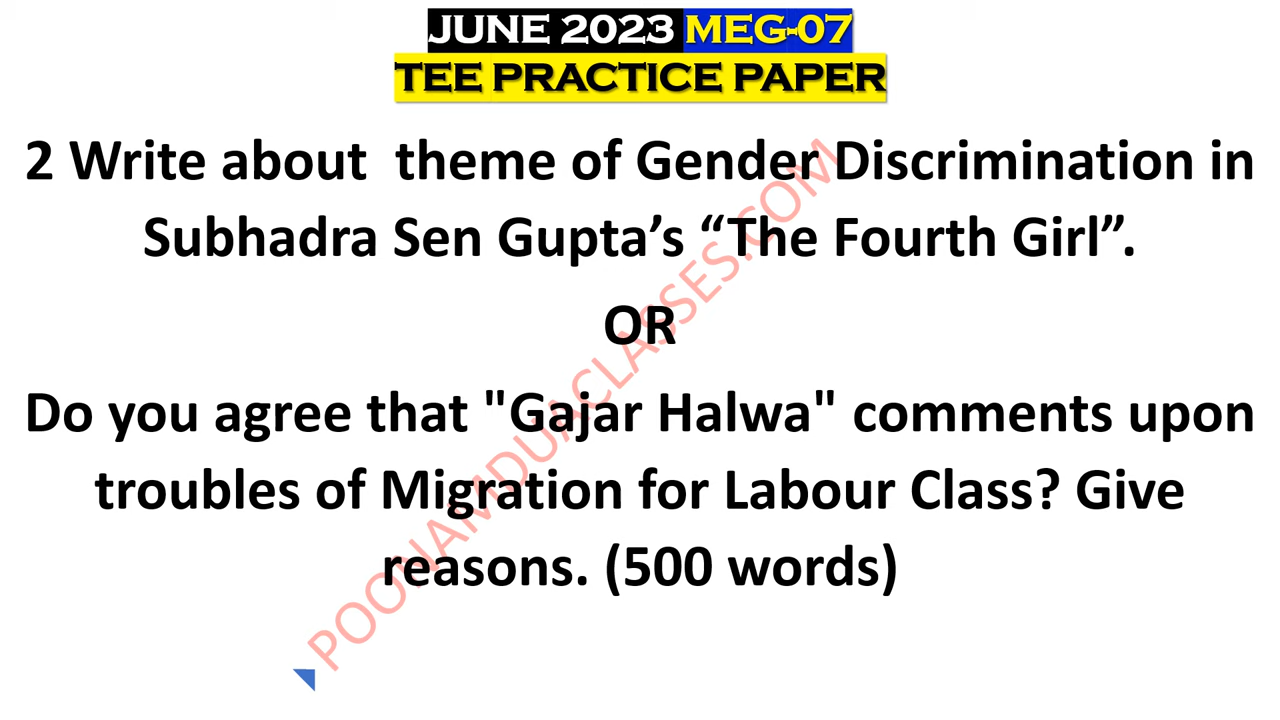 JUNE 2023 MEG-07
TEE PRACTICE PAPER
2 Write about  theme of Gender Discrimination in
Subhadra Sen Gupta’s “The Fourth Girl”.
OR
Do you agree that "Gajar Halwa" comments upon
troubles of Migration for Labour Class? Give
reasons. (500 words)
POONAMDUACLASSES.COM